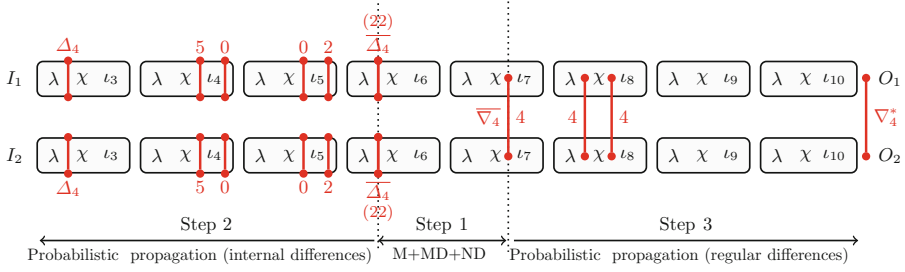 (22)
Δ4 5 0 0 2 Δ4
I1 λ χ ι3 λ χ ι4 λ χ ι5 λ χ ι6 λ χ ι7 λ χ ι8 λ χ ι9 λ χ ι10 O1
∇4 4 4 4 ∇4*
I2 λ χ ι3 λ χ ι4 λ χ ι5 λ χ ι6 λ χ ι7 λ χ ι8 λ χ ι9 λ χ ι10 O2
Δ4 5 0 0 2 Δ4
(22)
Step 2 Step 1 Step 3
Probabilistic propagation (internal differences) M+MD+ND Probabilistic propagation (regular differences)